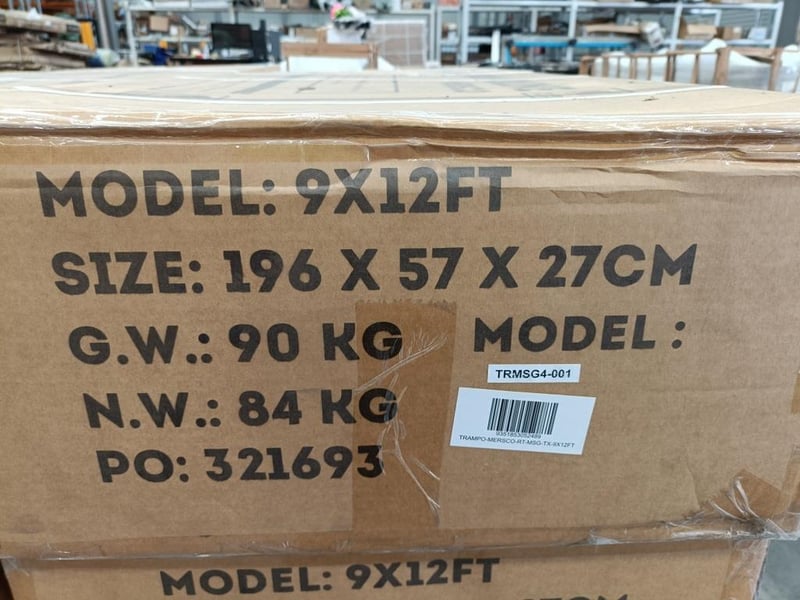 MODEL: 9X12FT
SIZE: 196 X 57 X 27CM
G.W.: 90 KG
MODEL :
TRMSG4-001
N.W.: 84 KG
9351853052489
TRAMPO-MERSCO-RT-MSG-TX-9X12FT
PO: 321693
MODEL: 9X12FT